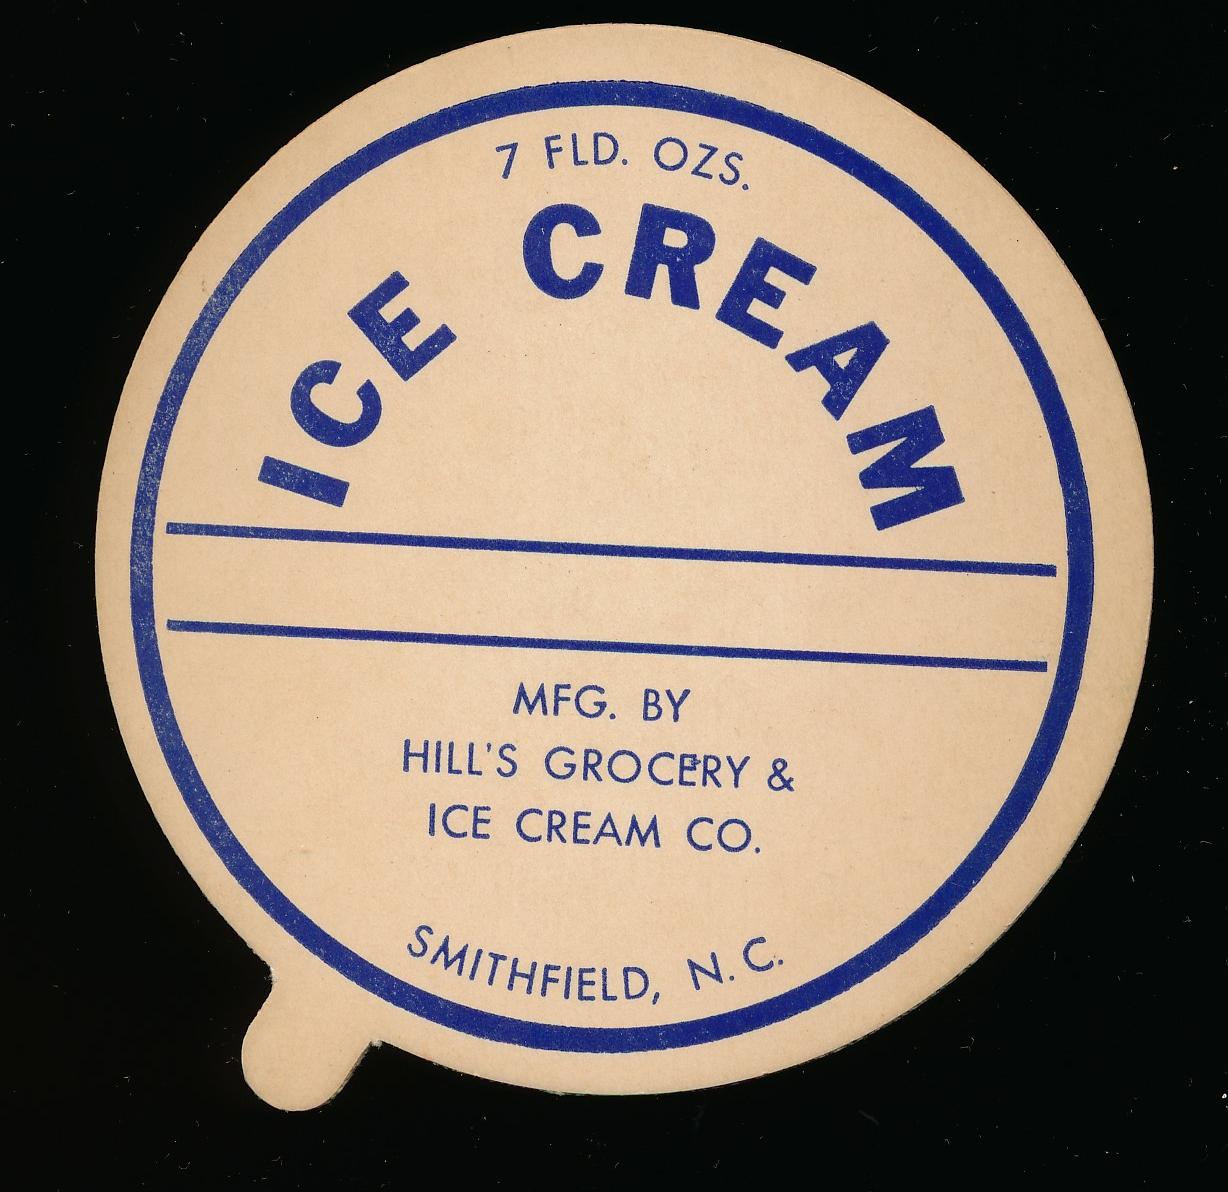 7 FLD. OZS.
ICE CREAM
MFG. BY
HILL'S GROCERY &
ICE CREAM CO.
SMITHFIELD, N.C.